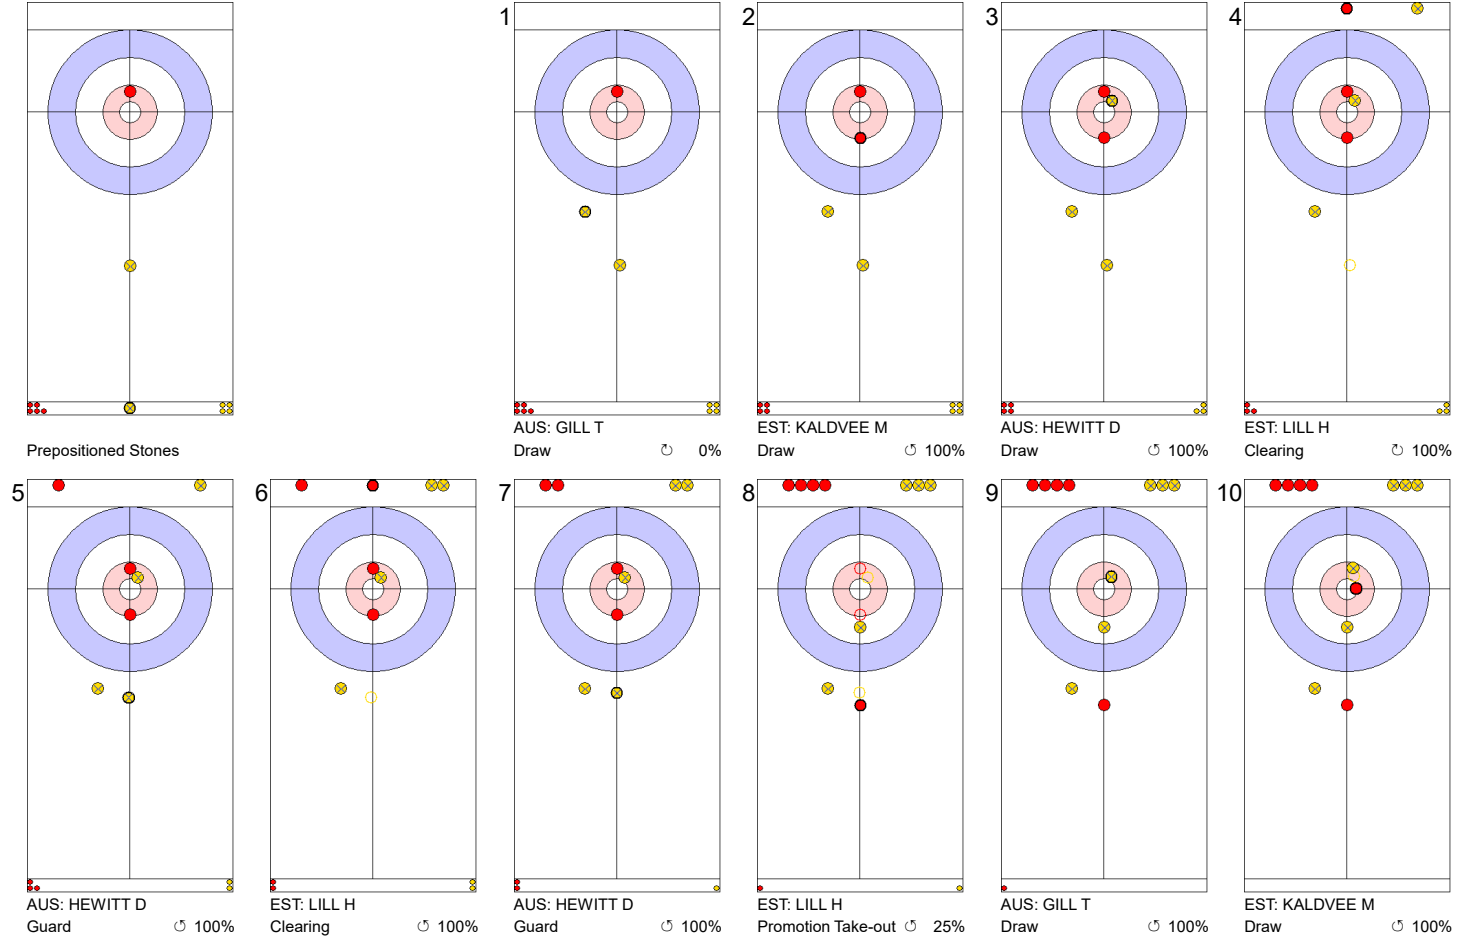 1
2
3
4
Prepositioned Stones
AUS: GILL T
Draw ↻ 0%
EST: KALDVEE M
Draw ↺ 100%
AUS: HEWITT D
Draw ↺ 100%
EST: LILL H
Clearing ↺ 100%
5
6
7
8
9
10
AUS: HEWITT D
Guard ↺ 100%
EST: LILL H
Clearing ↺ 100%
AUS: HEWITT D
Guard ↺ 100%
EST: LILL H
Promotion Take-out ↺ 25%
AUS: GILL T
Draw ↺ 100%
EST: KALDVEE M
Draw ↺ 100%